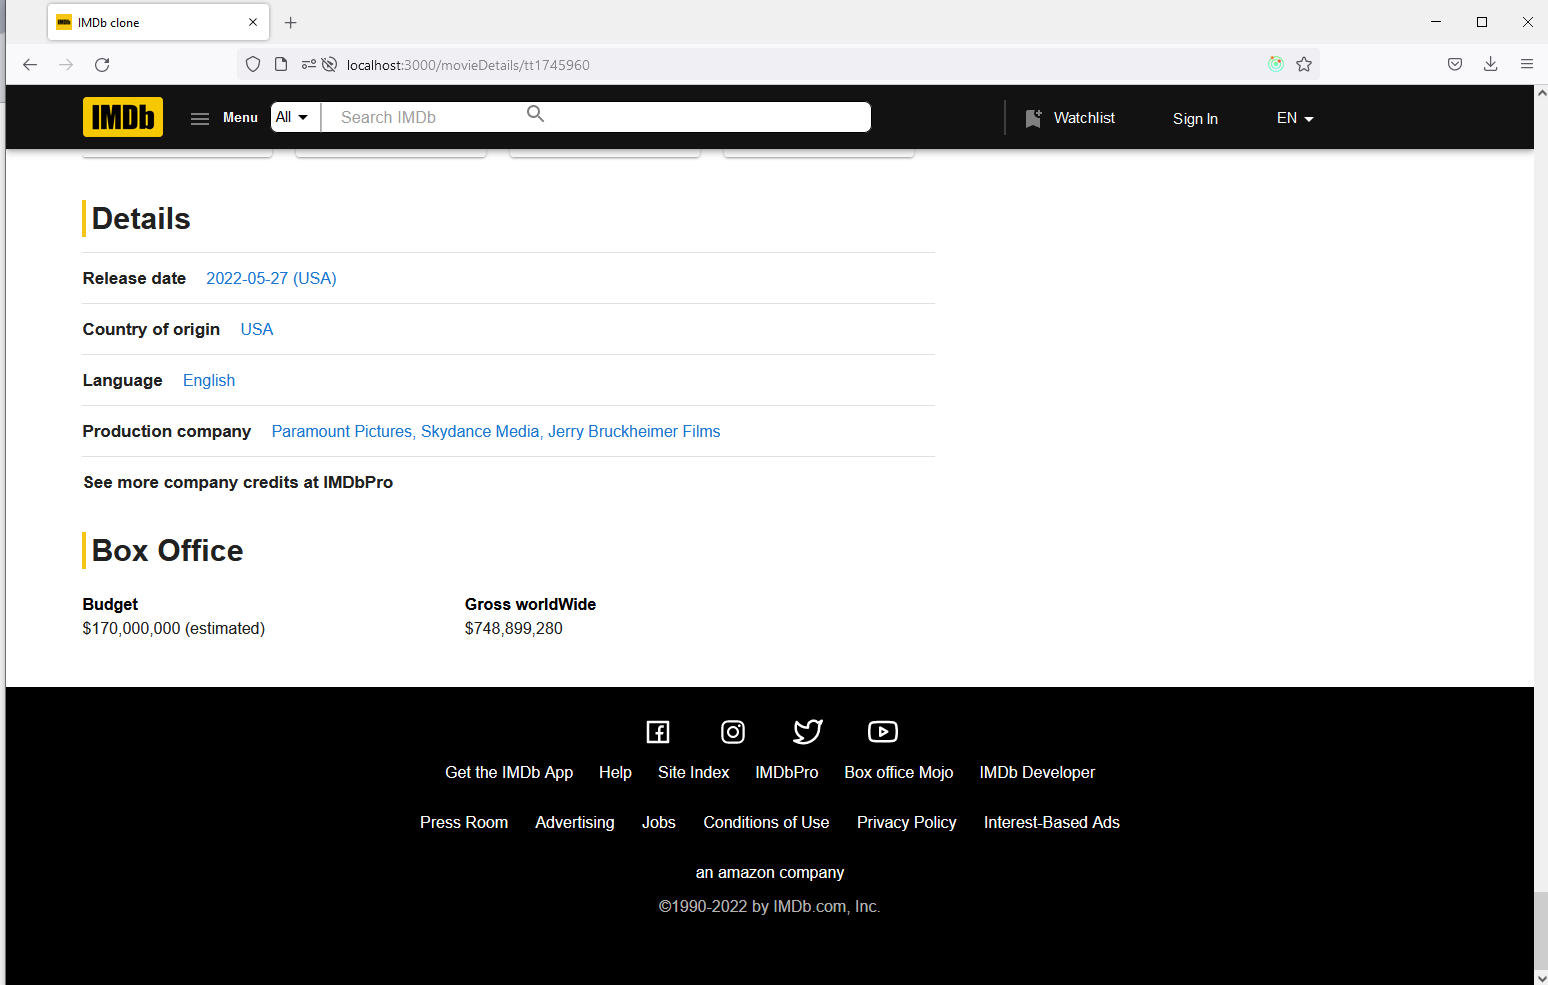 IMDb IMDb clone
localhost:3000/movieDetails/tt1745960
IMDb Menu All Search IMDb Watchlist Sign In EN
Details
Release date 2022-05-27 (USA)
Country of origin USA
Language English
Production company Paramount Pictures, Skydance Media, Jerry Bruckheimer Films
See more company credits at IMDbPro
Box Office
Budget Gross worldWide
$170,000,000 (estimated) $748,899,280
Get the IMDb App Help Site Index IMDbPro Box office Mojo IMDb Developer
Press Room Advertising Jobs Conditions of Use Privacy Policy Interest-Based Ads
an amazon company
©1990-2022 by IMDb.com, Inc.